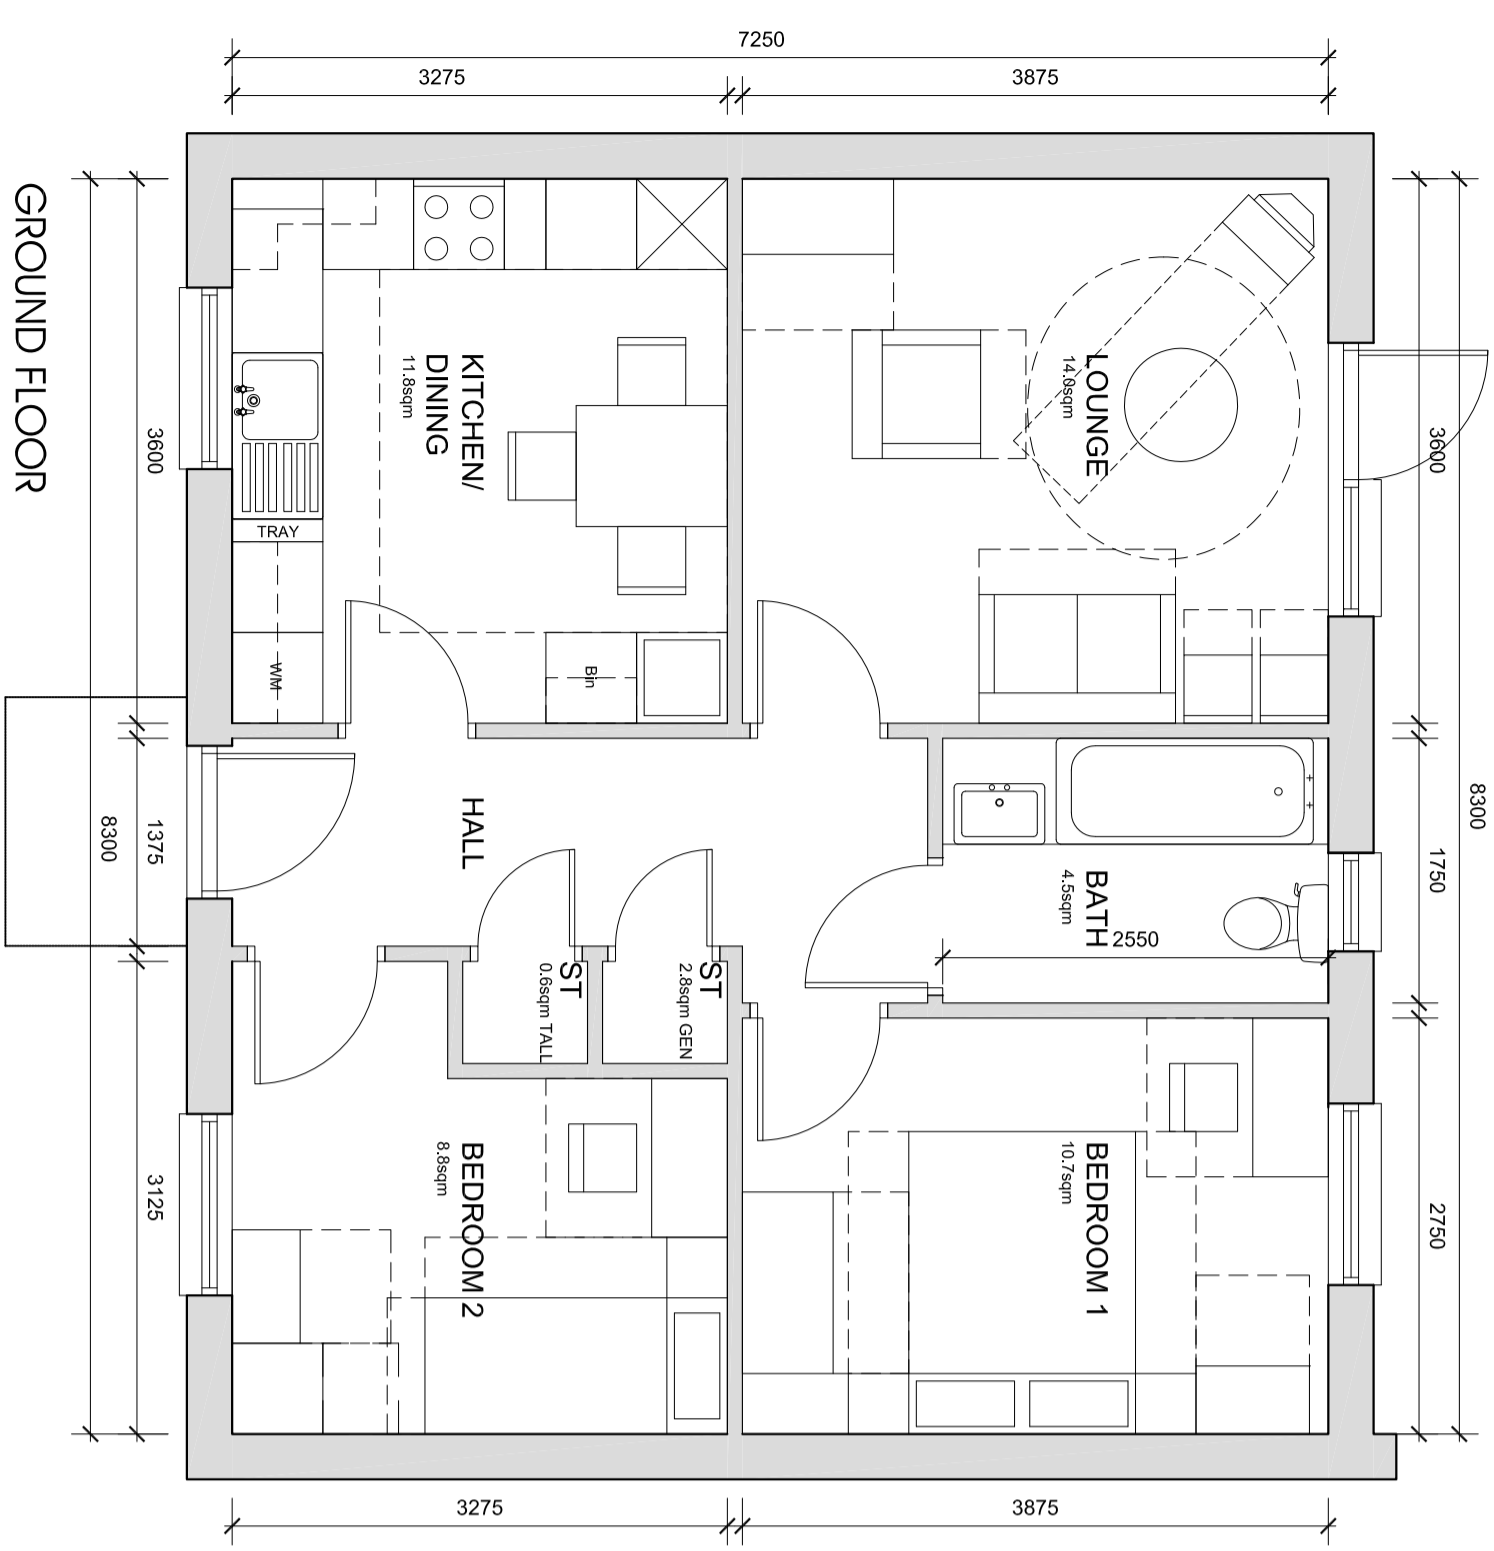 7250
3275
3875
GROUND FLOOR
3600
1375
3125
8300
KITCHEN/
DINING
11.8sqm
TRAY
WM
Bin
LOUNGE
14.0sqm
3600
1750
2750
8300
HALL
BATH
4.5sqm
2550
ST
0.6sqm TALL
ST
2.8sqm GEN
BEDROOM 2
8.8sqm
BEDROOM 1
10.7sqm
3275
3875